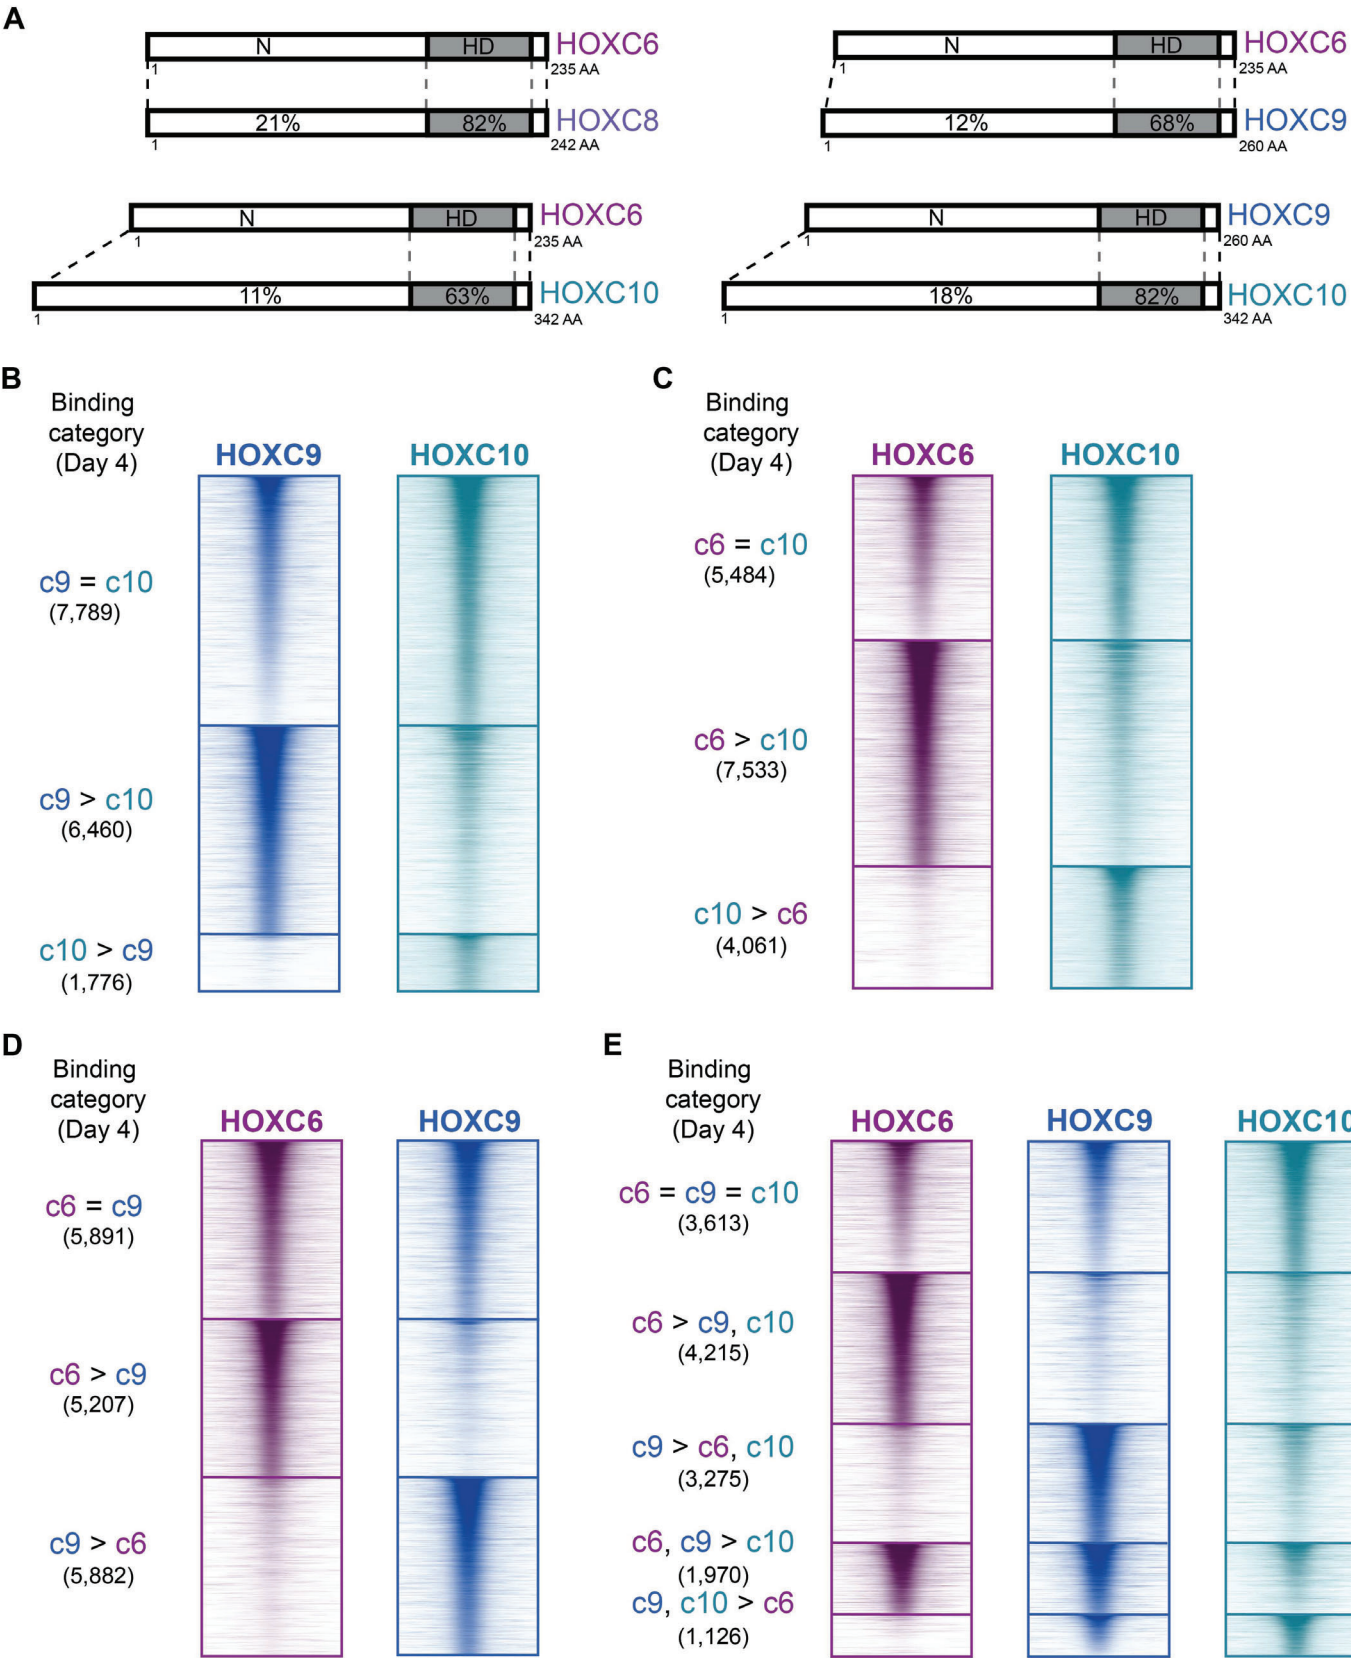 A
N HD HOXC6
1 235 AA
21% 82% HOXC8
1 242 AA
N HD HOXC6
1 235 AA
12% 68% HOXC9
1 260 AA
N HD HOXC6
1 235 AA
11% 63% HOXC10
1 342 AA
N HD HOXC9
1 260 AA
18% 82% HOXC10
1 342 AA
B
Binding
category
(Day 4)
HOXC9 HOXC10
c9 = c10
(7,789)
c9 > c10
(6,460)
c10 > c9
(1,776)
C
Binding
category
(Day 4)
HOXC6 HOXC10
c6 = c10
(5,484)
c6 > c10
(7,533)
c10 > c6
(4,061)
D
Binding
category
(Day 4)
HOXC6 HOXC9
c6 = c9
(5,891)
c6 > c9
(5,207)
c9 > c6
(5,882)
E
Binding
category
(Day 4)
HOXC6 HOXC9 HOXC10
c6 = c9 = c10
(3,613)
c6 > c9, c10
(4,215)
c9 > c6, c10
(3,275)
c6, c9 > c10
(1,970)
c9, c10 > c6
(1,126)